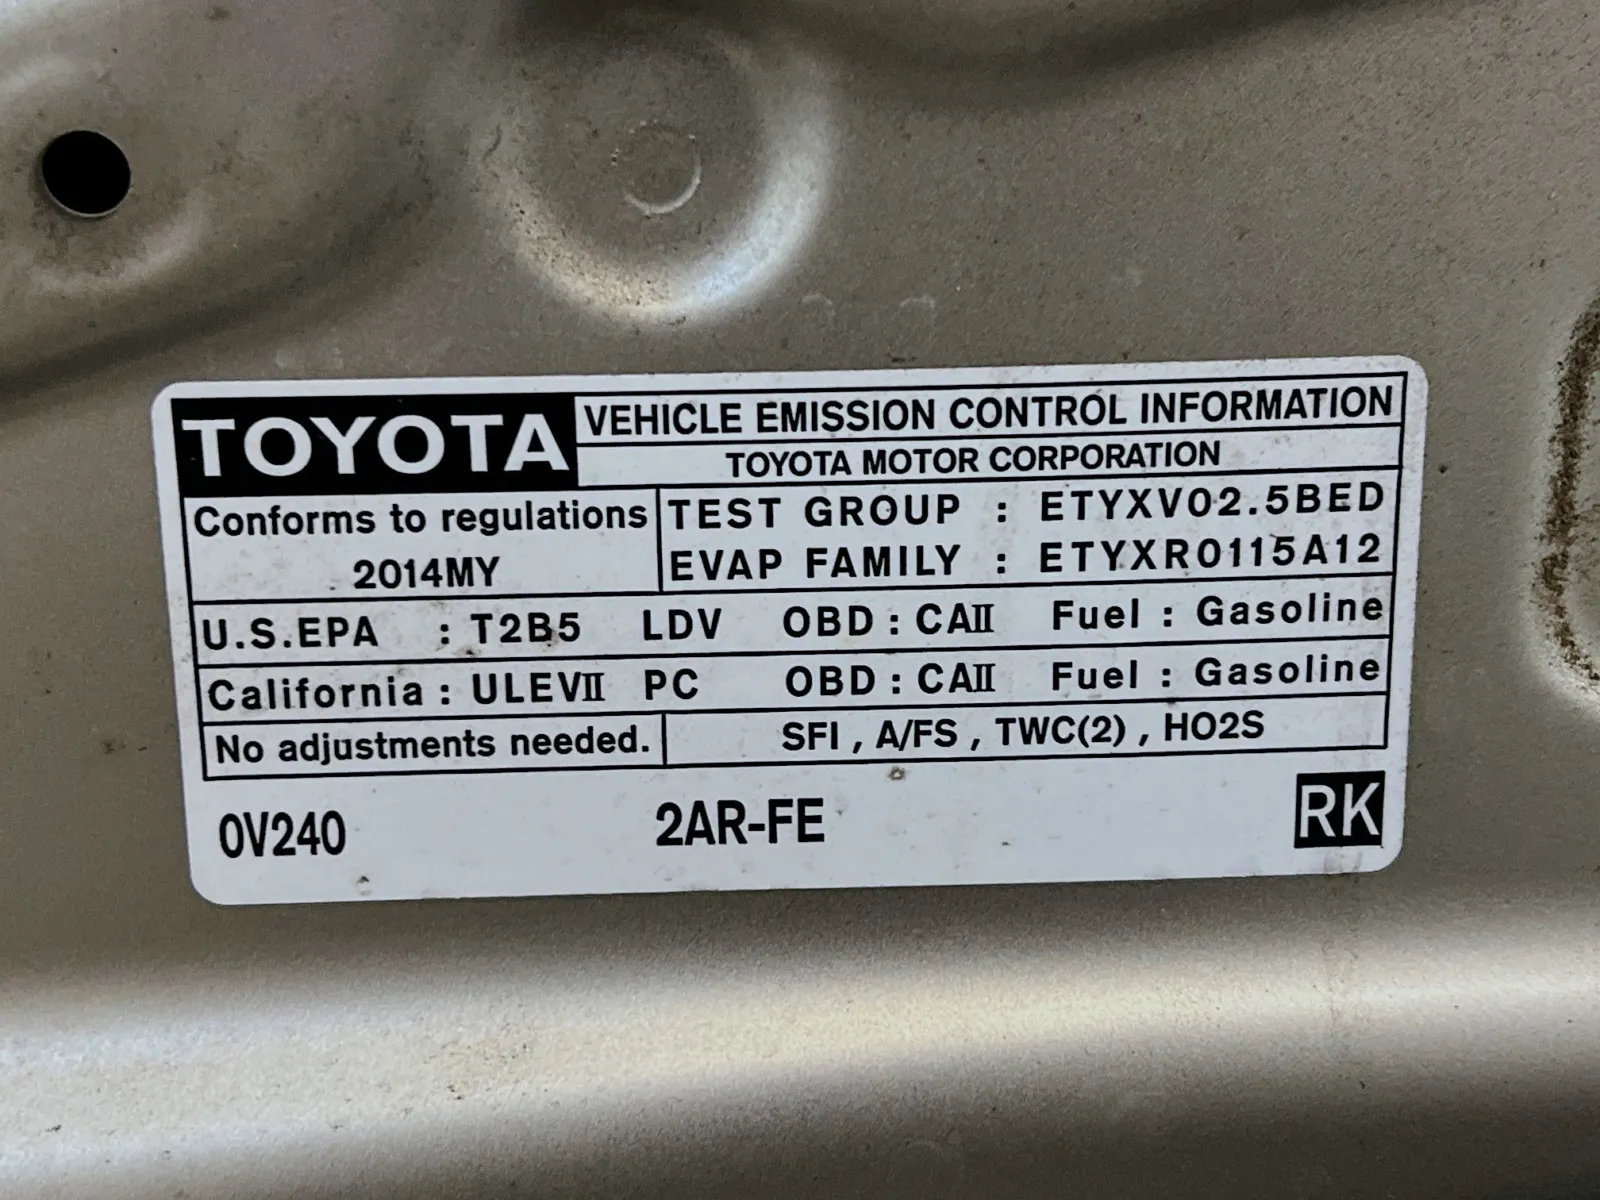 TOYOTA VEHICLE EMISSION CONTROL INFORMATION
TOYOTA MOTOR CORPORATION
Conforms to regulations
2014MY
TEST GROUP : ETYXV02.5BED
EVAP FAMILY : ETYXR0115A12
U.S.EPA : T2B5 LDV OBD : CAII Fuel : Gasoline
California : ULEVII PC OBD : CAII Fuel : Gasoline
No adjustments needed. SFI , A/FS , TWC(2) , HO2S
0V240 2AR-FE RK